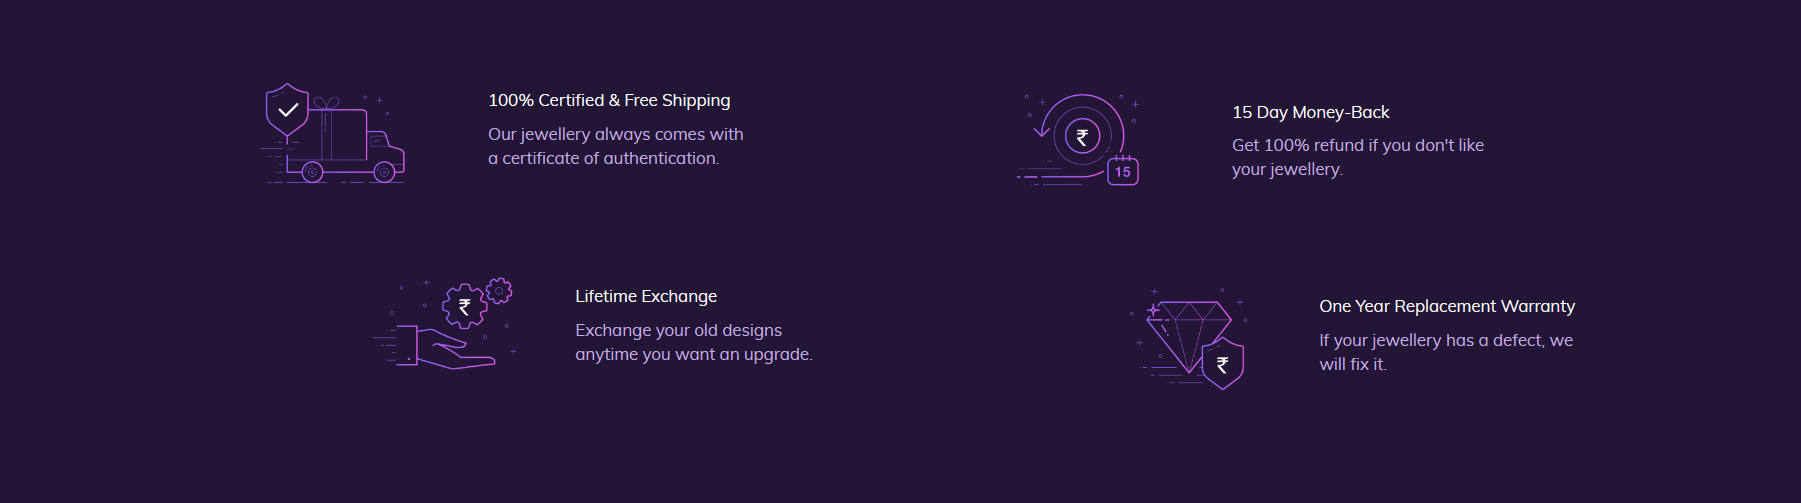 100% Certified & Free Shipping
Our jewellery always comes with
a certificate of authentication.
₹
15
15 Day Money-Back
Get 100% refund if you don't like
your jewellery.
₹
Lifetime Exchange
Exchange your old designs
anytime you want an upgrade.
₹
One Year Replacement Warranty
If your jewellery has a defect, we
will fix it.